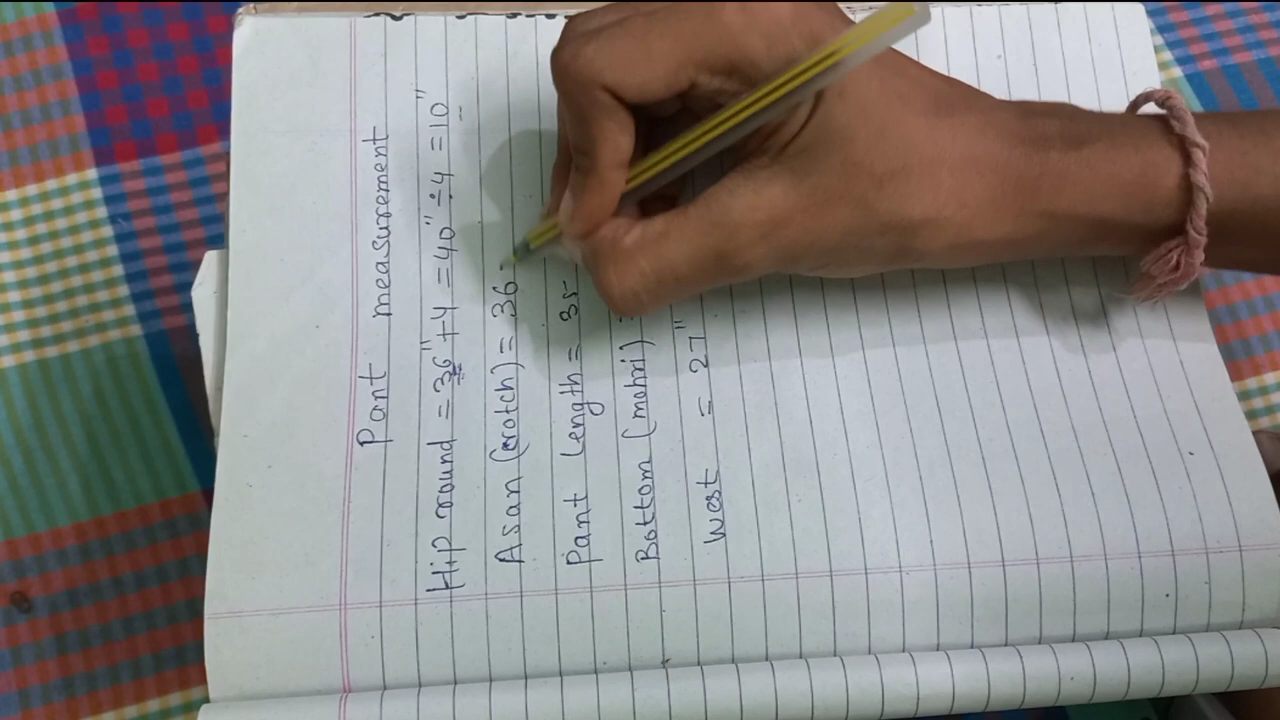 Pant measurement
Hip round = 36"+4 = 40" ÷4 = 10"
Asan (crotch) = 36
Pant length = 35
Bottom (mohri)
West = 27"